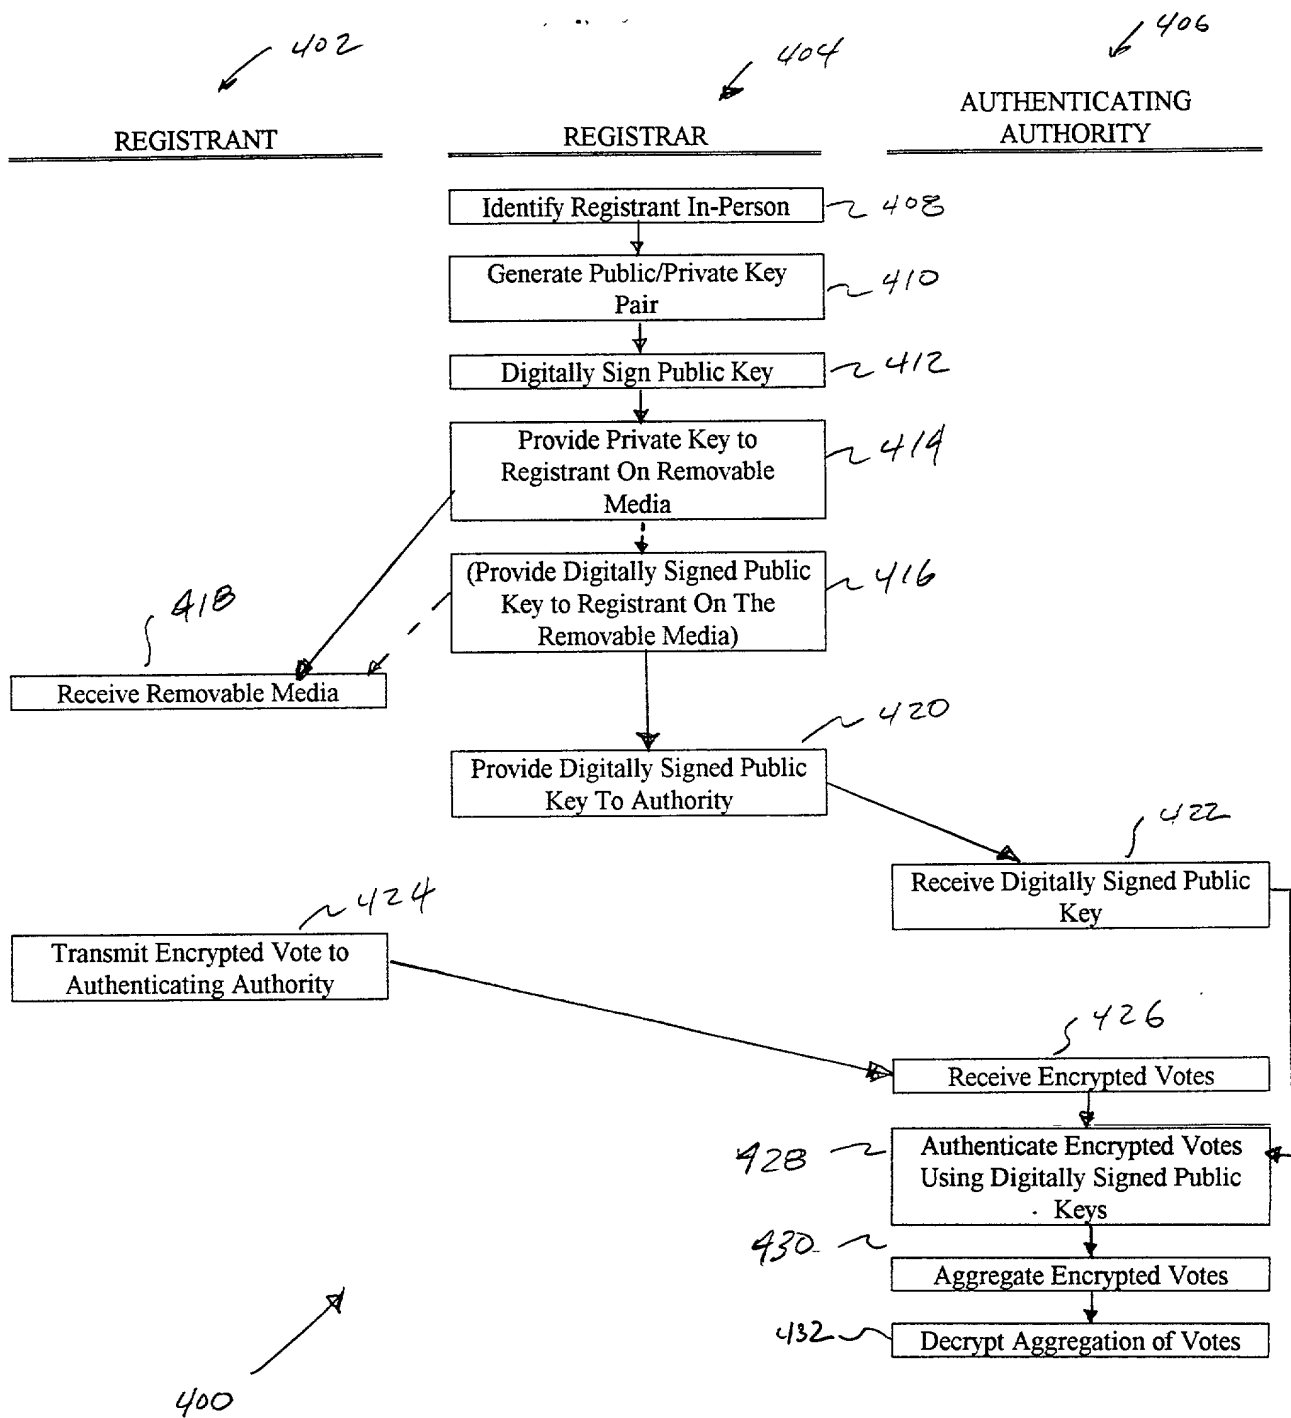 402
404
406
REGISTRANT
REGISTRAR
AUTHENTICATING
AUTHORITY
Identify Registrant In-Person
408
Generate Public/Private Key
Pair
410
Digitally Sign Public Key
412
Provide Private Key to
Registrant On Removable
Media
414
(Provide Digitally Signed Public
Key to Registrant On The
Removable Media)
416
418
Receive Removable Media
420
Provide Digitally Signed Public
Key To Authority
422
Receive Digitally Signed Public
Key
424
Transmit Encrypted Vote to
Authenticating Authority
426
Receive Encrypted Votes
428
Authenticate Encrypted Votes
Using Digitally Signed Public
Keys
430
Aggregate Encrypted Votes
432
Decrypt Aggregation of Votes
400